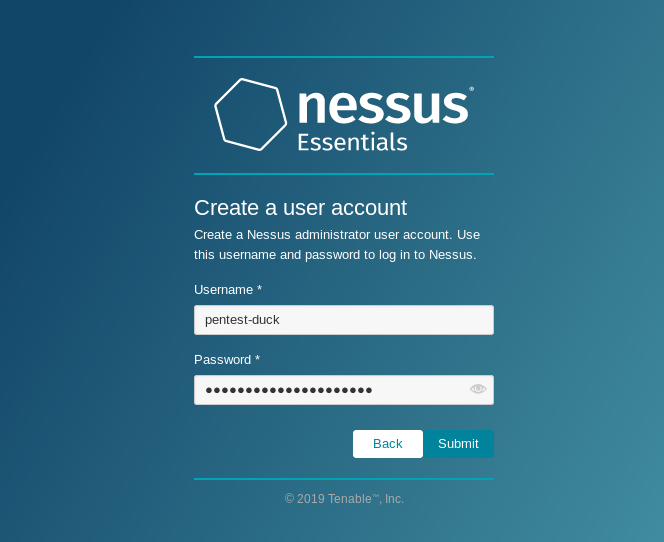 nessus®
Essentials
Create a user account
Create a Nessus administrator user account. Use
this username and password to log in to Nessus.
Username *
pentest-duck
Password *
●●●●●●●●●●●●●●●●●●●●●
Back
Submit
© 2019 Tenable™, Inc.